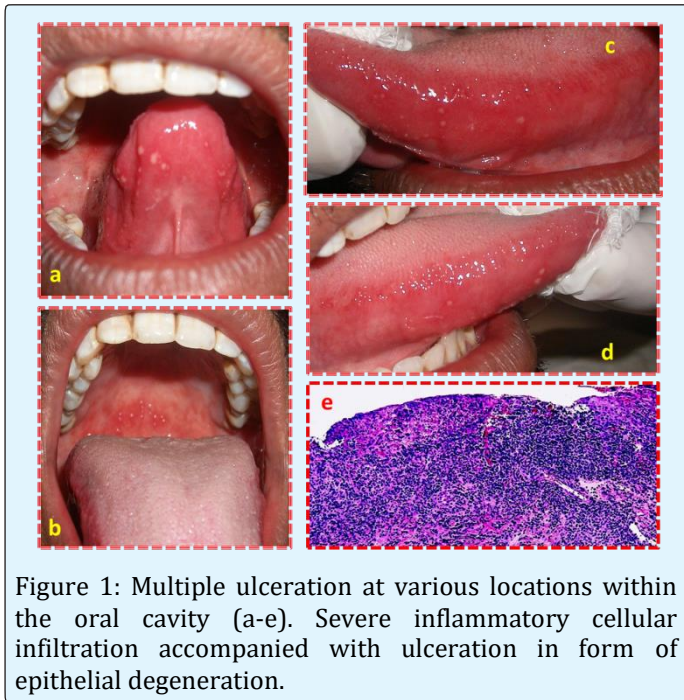 a
b
c
d
e
Figure 1: Multiple ulceration at various locations within
the oral cavity (a-e). Severe inflammatory cellular
infiltration accompanied with ulceration in form of
epithelial degeneration.